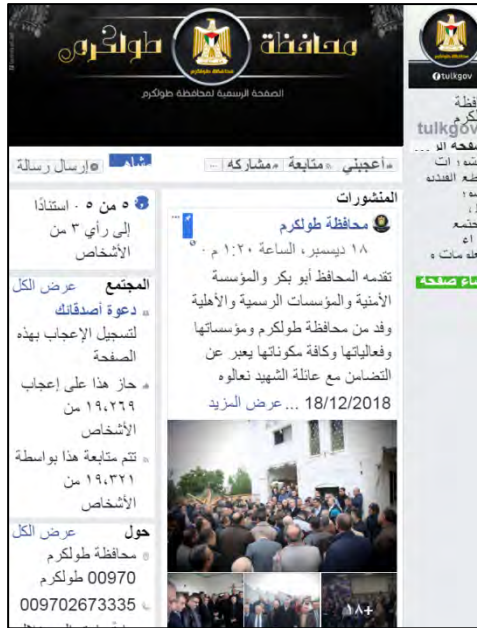 محافظة طولكرم
الصفحة الرسمية لمحافظة طولكرم
tulkgov
فظة
لكرم
tulkgov
أعجبني متابعة مشاركة ...
إرسال رسالة
المنشورات
محافظة طولكرم
١٨ ديسمبر، الساعة ١:٢٠ م ·
تقدمه المحافظ أبو بكر والمؤسسة
الأمنية والمؤسسات الرسمية والأهلية
وفد من محافظة طولكرم ومؤسساتها
وفعالياتها وكافة مكوناتها يعبر عن
التضامن مع عائلة الشهيد نعالوه
18/12/2018 ... عرض المزيد
+١٨
٥ من ٥ · استنادًا
إلى رأي ٣ من
الأشخاص
المجتمع عرض الكل
دعوة أصدقائك
لتسجيل الإعجاب بهذه
الصفحة
حاز هذا على إعجاب
١٩،٢٦٩ من
الأشخاص
تتم متابعة هذا بواسطة
١٩،٣٢١ من
الأشخاص
حول عرض الكل
محافظة طولكرم
00970 طولكرم
009702673335